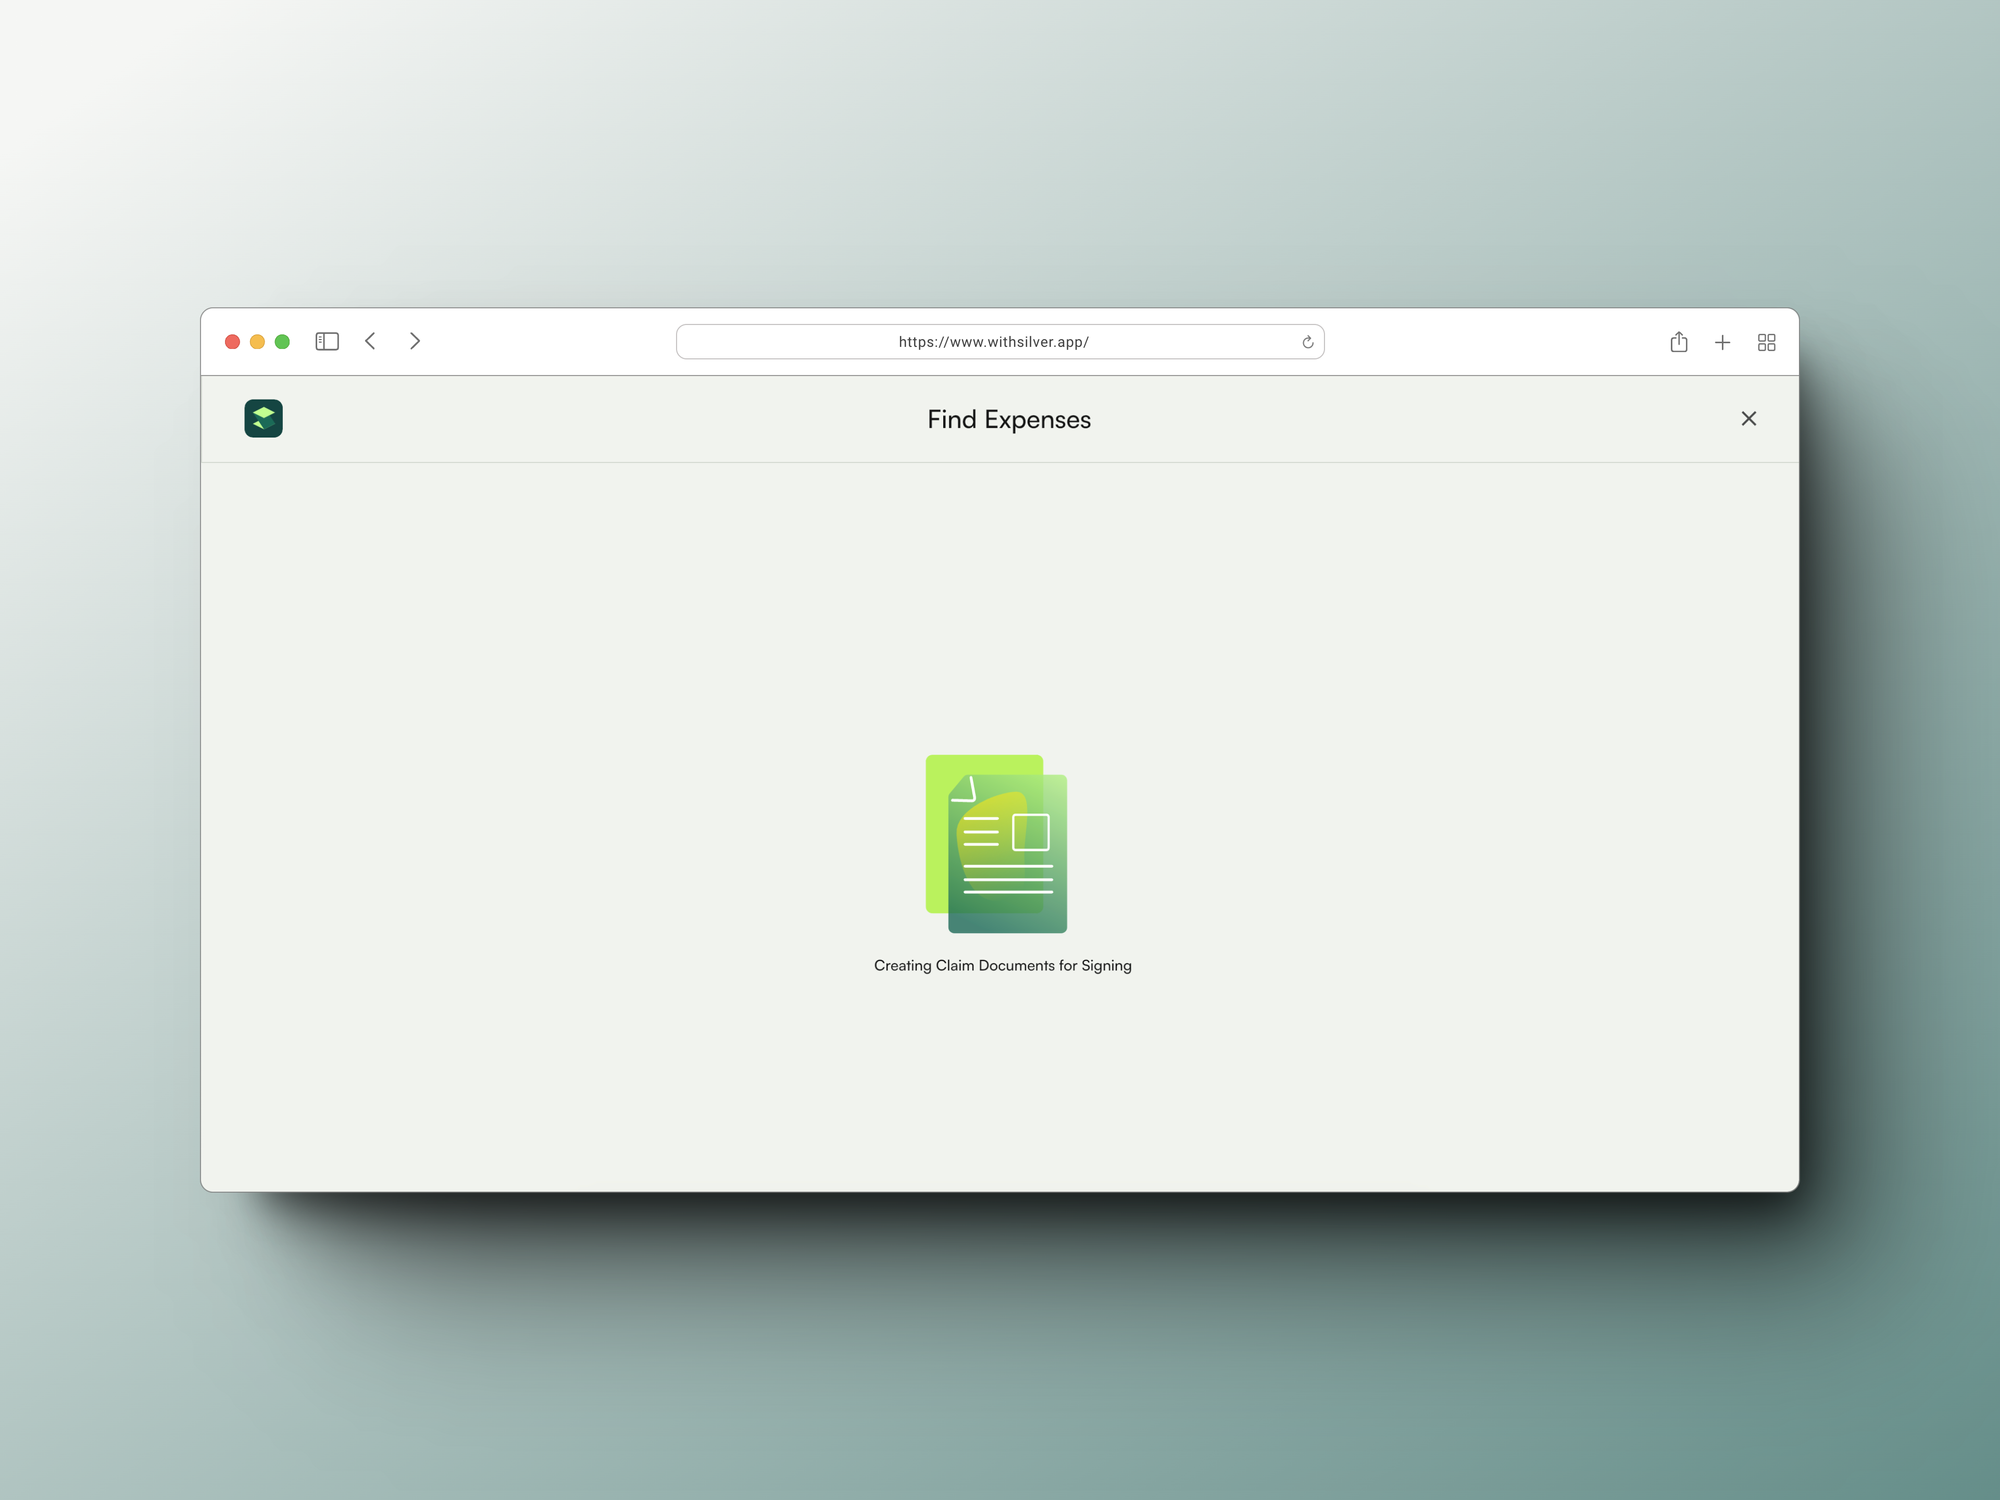 https://www.withsilver.app/
Find Expenses
Creating Claim Documents for Signing